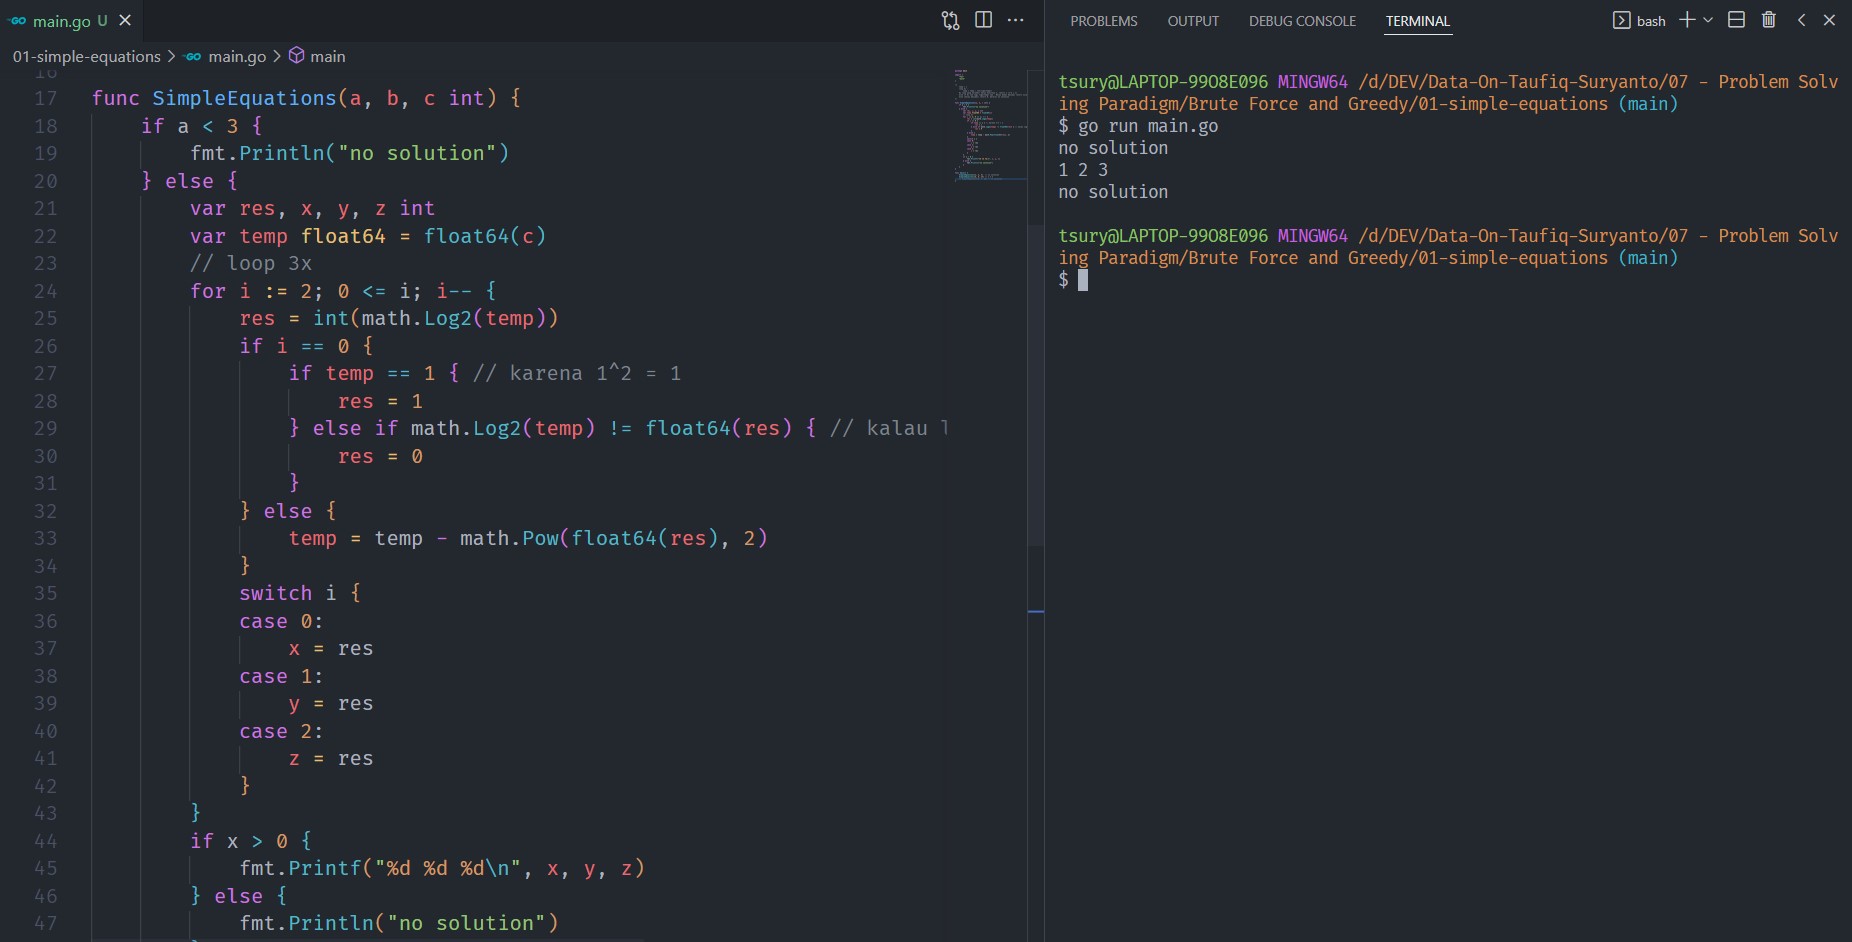 GO main.go U
01-simple-equations > GO main.go > main
17 func SimpleEquations(a, b, c int) {
18 if a < 3 {
19 fmt.Println("no solution")
20 } else {
21 var res, x, y, z int
22 var temp float64 = float64(c)
23 // loop 3x
24 for i := 2; 0 <= i; i-- {
25 res = int(math.Log2(temp))
26 if i == 0 {
27 if temp == 1 { // karena 1^2 = 1
28 res = 1
29 } else if math.Log2(temp) != float64(res) { // kalau
30 res = 0
31 }
32 } else {
33 temp = temp - math.Pow(float64(res), 2)
34 }
35 switch i {
36 case 0:
37 x = res
38 case 1:
39 y = res
40 case 2:
41 z = res
42 }
43 }
44 if x > 0 {
45 fmt.Printf("%d %d %d\n", x, y, z)
46 } else {
47 fmt.Println("no solution")
PROBLEMS OUTPUT DEBUG CONSOLE TERMINAL bash
tsury@LAPTOP-99O8E096 MINGW64 /d/DEV/Data-On-Taufiq-Suryanto/07 - Problem Solv
ing Paradigm/Brute Force and Greedy/01-simple-equations (main)
$ go run main.go
no solution
1 2 3
no solution
tsury@LAPTOP-99O8E096 MINGW64 /d/DEV/Data-On-Taufiq-Suryanto/07 - Problem Solv
ing Paradigm/Brute Force and Greedy/01-simple-equations (main)
$